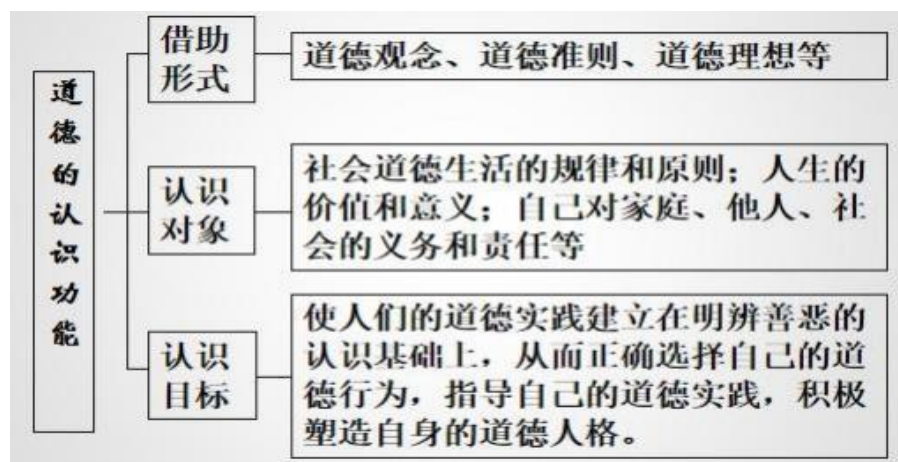 道德的认识功能
借助
形式
道德观念、道德准则、道德理想等
认识
对象
社会道德生活的规律和原则；人生的
价值和意义；自己对家庭、他人、社
会的义务和责任等
认识
目标
使人们的道德实践建立在明辨善恶的
认识基础上，从而正确选择自己的道
德行为，指导自己的道德实践，积极
塑造自身的道德人格。